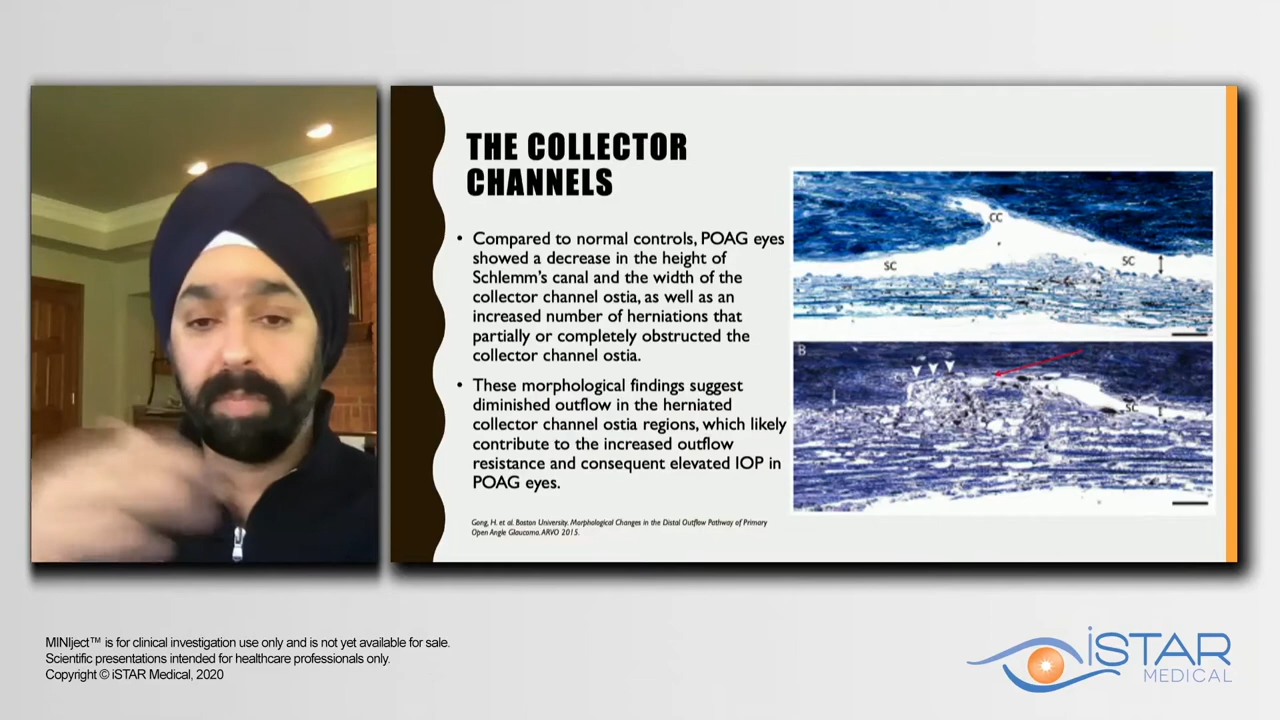 THE COLLECTOR
CHANNELS
• Compared to normal controls, POAG eyes
showed a decrease in the height of
Schlemm's canal and the width of the
collector channel ostia, as well as an
increased number of herniations that
partially or completely obstructed the
collector channel ostia.
• These morphological findings suggest
diminished outflow in the herniated
collector channel ostia regions, which likely
contribute to the increased outflow
resistance and consequent elevated IOP in
POAG eyes.
Gong, H. et al. Boston University. Morphological Changes in the Distal Outflow Pathway of Primary
Open Angle Glaucoma. ARVO 2015.
CC
SC
SC
B
SC
MINIject™ is for clinical investigation use only and is not yet available for sale.
Scientific presentations intended for healthcare professionals only.
Copyright © iSTAR Medical, 2020
iSTAR
MEDICAL